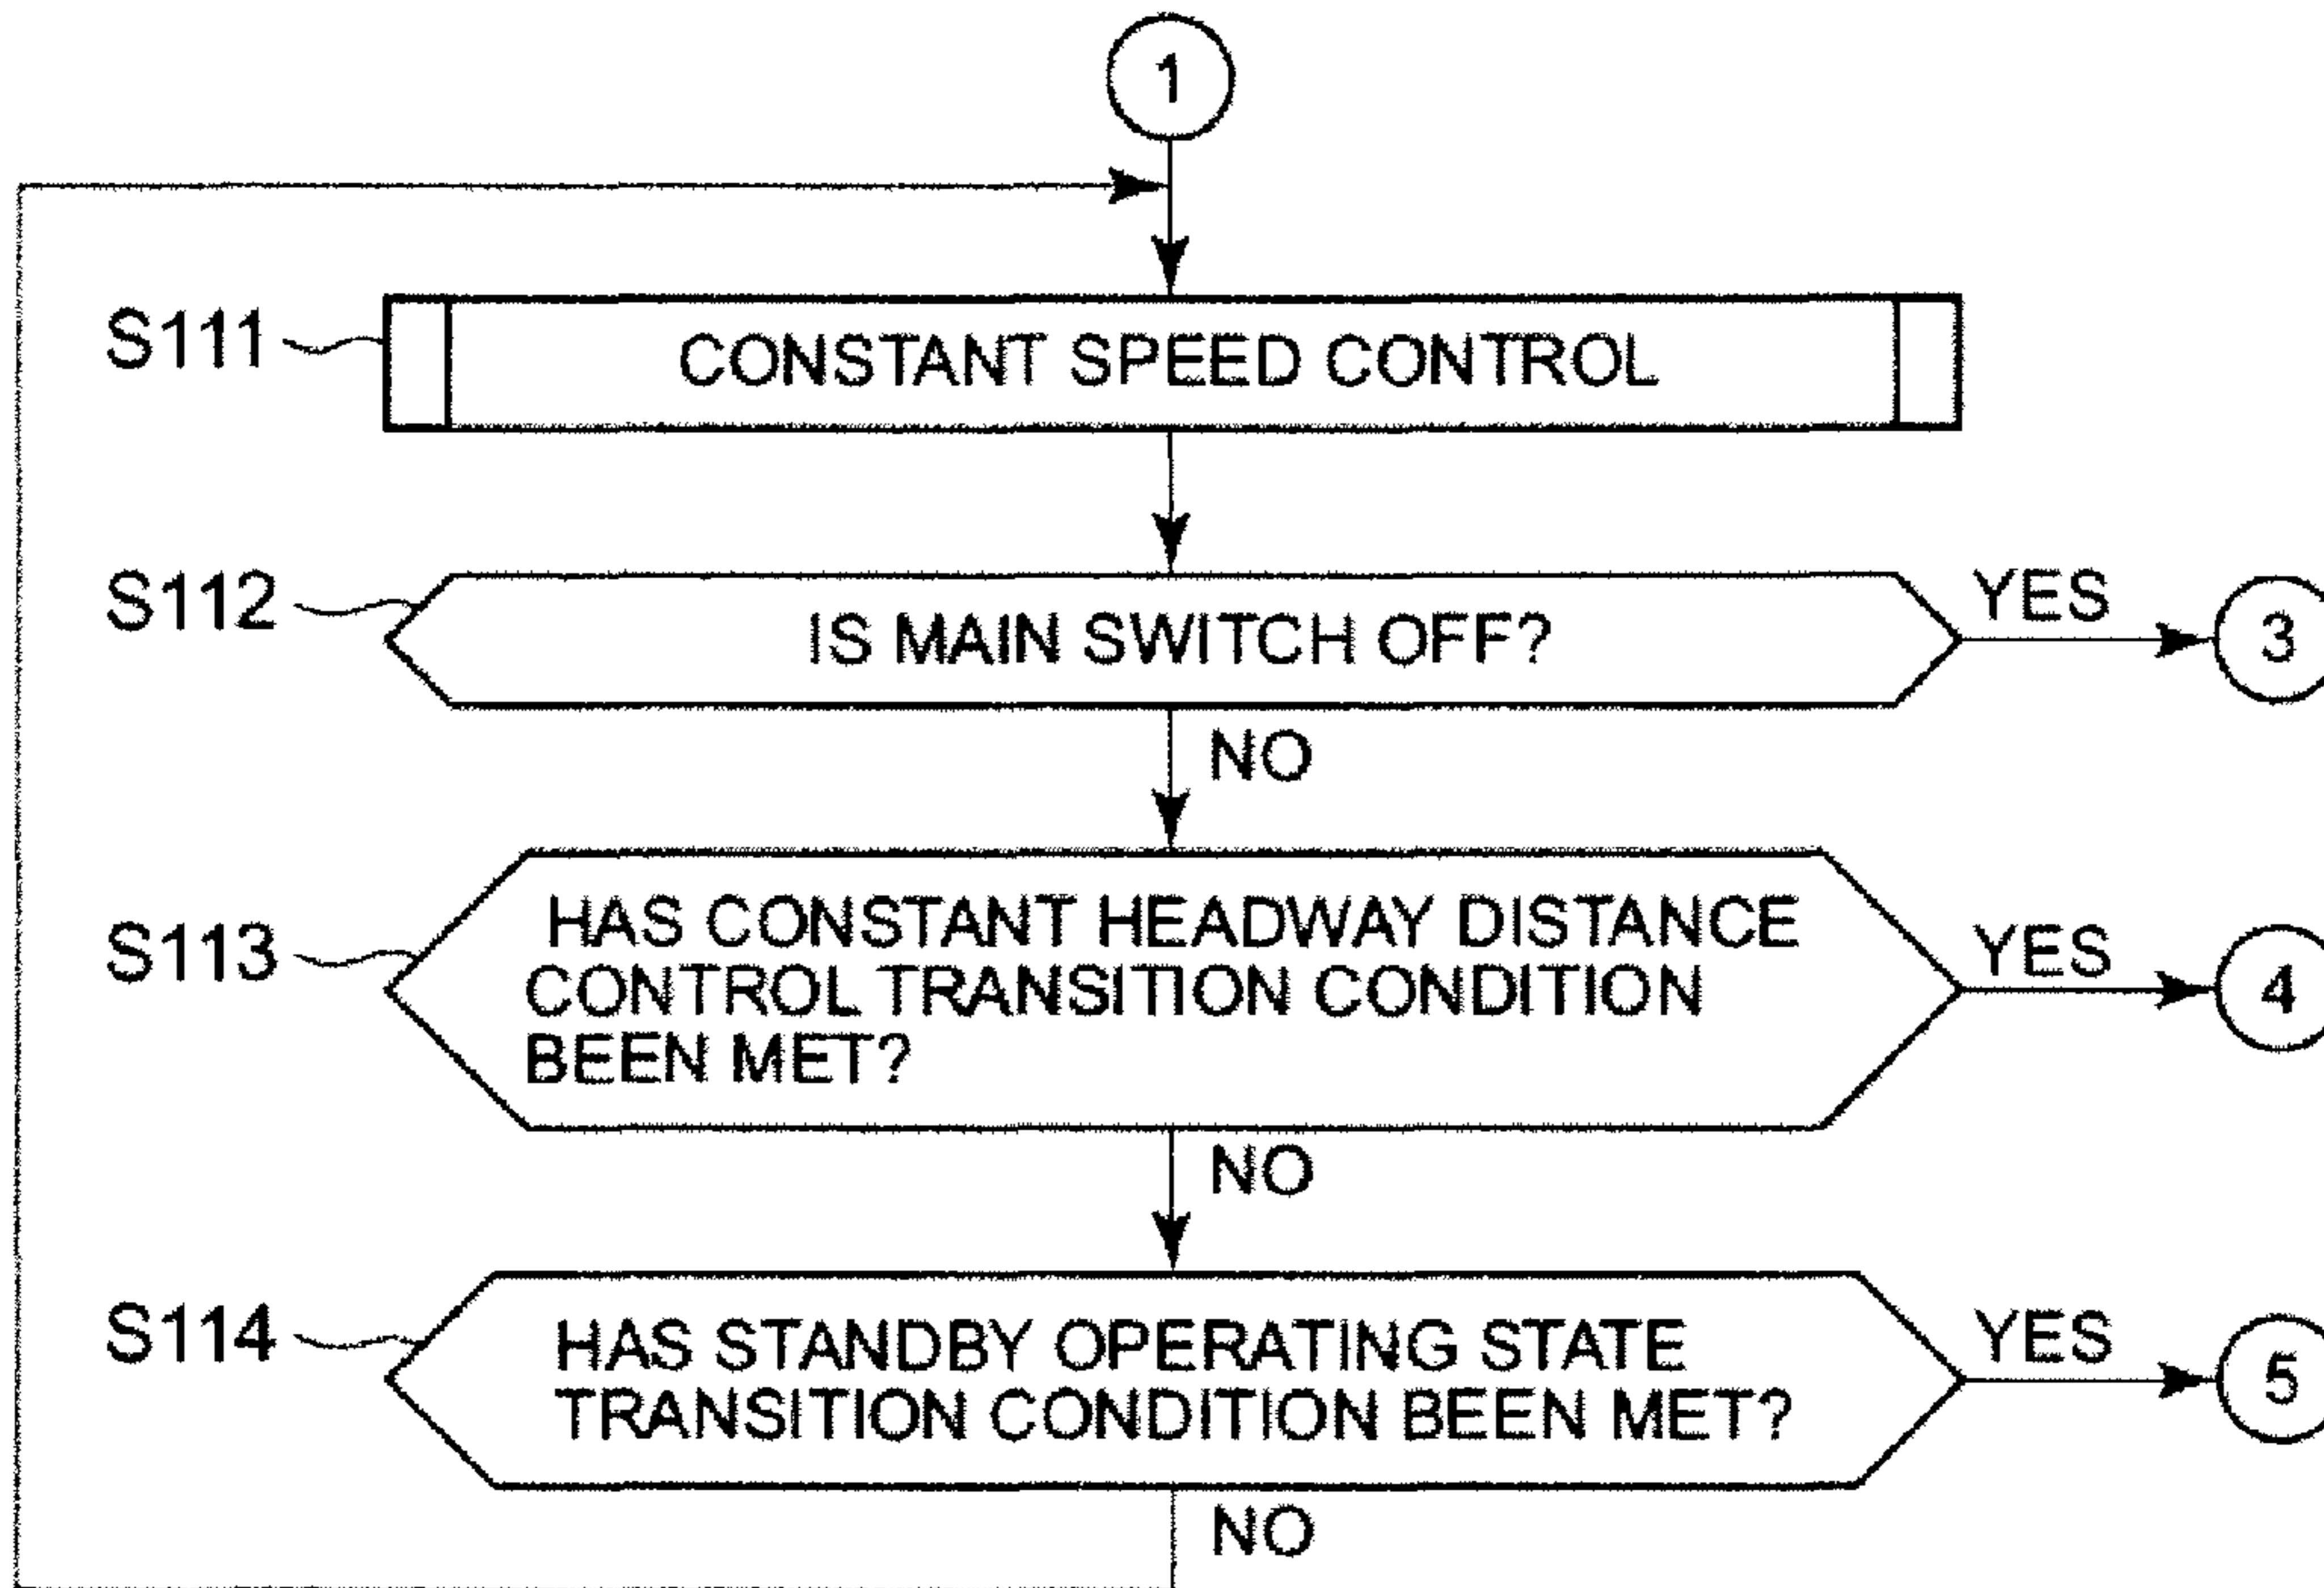 1
S111
CONSTANT SPEED CONTROL
S112
IS MAIN SWITCH OFF?
YES
3
NO
S113
HAS CONSTANT HEADWAY DISTANCE
CONTROL TRANSITION CONDITION
BEEN MET?
YES
4
NO
S114
HAS STANDBY OPERATING STATE
TRANSITION CONDITION BEEN MET?
YES
5
NO